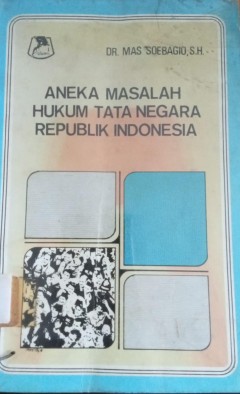 DR. MAS SOEBAGIO, S.H.
ANEKA MASALAH
HUKUM TATA NEGARA
REPUBLIK INDONESIA